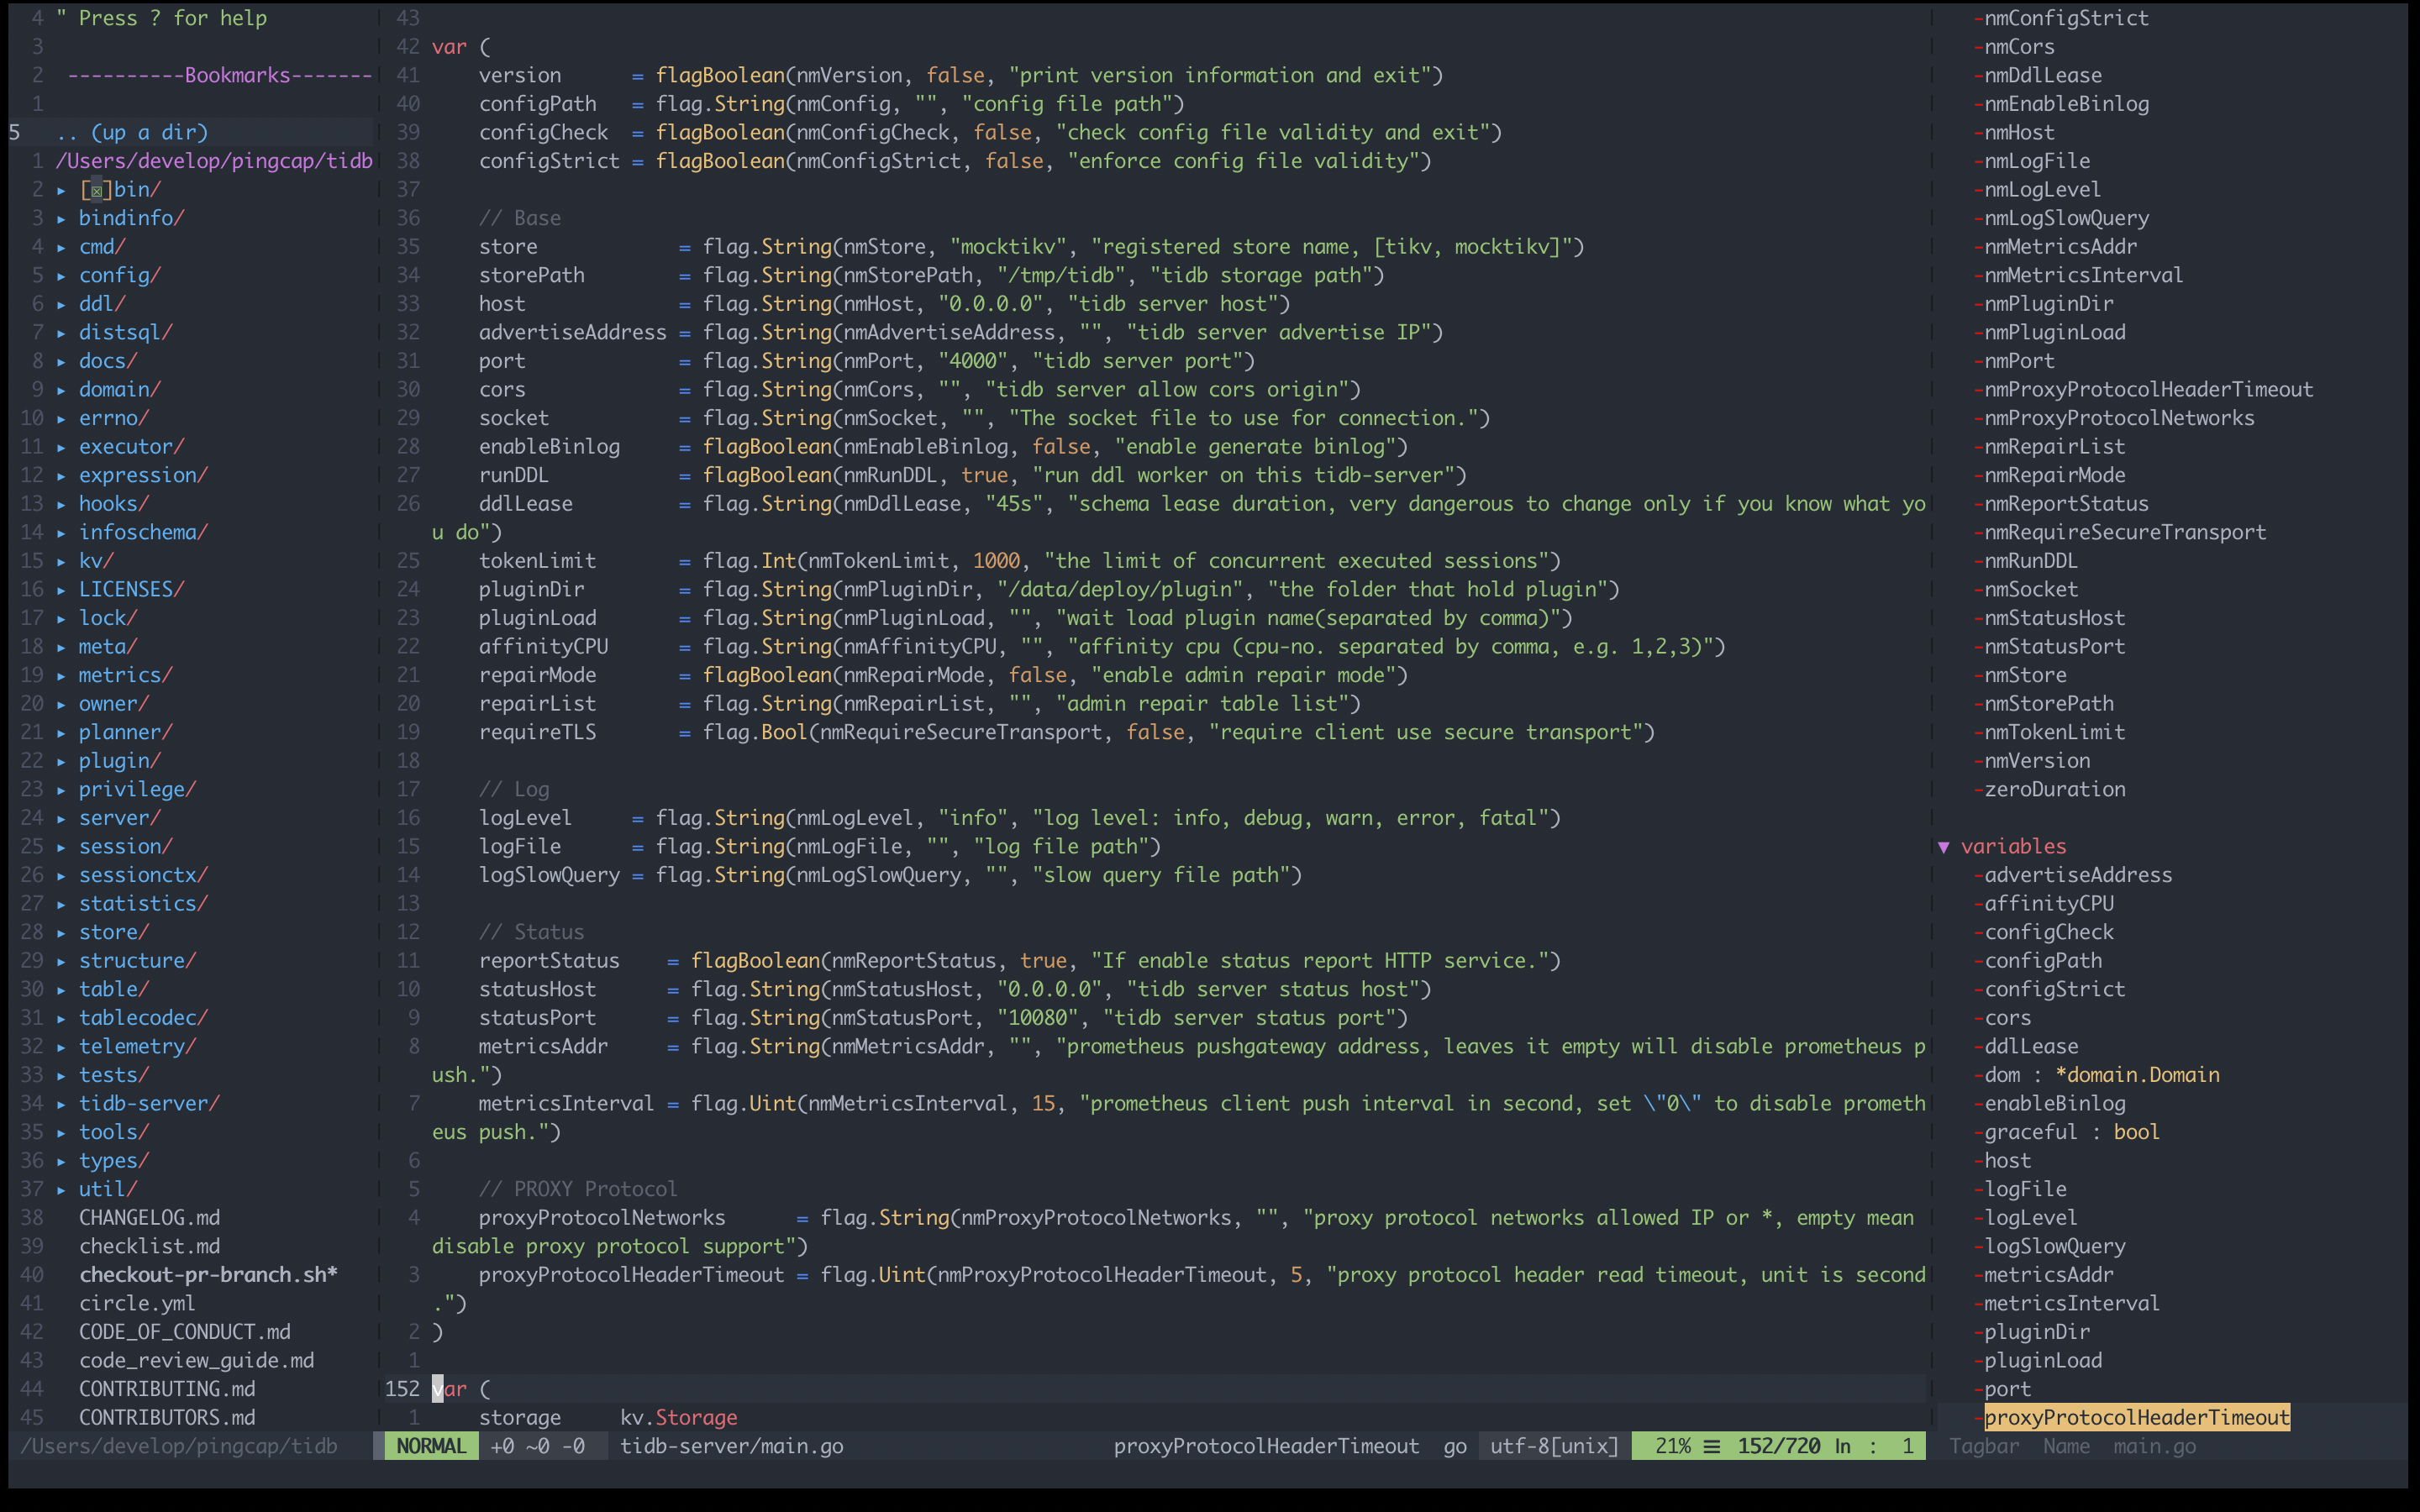 4 " Press ? for help
3
2 ----------Bookmarks-------
1
5 .. (up a dir)
1 /Users/develop/pingcap/tidb
2 ▸ [☒]bin/
3 ▸ bindinfo/
4 ▸ cmd/
5 ▸ config/
6 ▸ ddl/
7 ▸ distsql/
8 ▸ docs/
9 ▸ domain/
10 ▸ errno/
11 ▸ executor/
12 ▸ expression/
13 ▸ hooks/
14 ▸ infoschema/
15 ▸ kv/
16 ▸ LICENSES/
17 ▸ lock/
18 ▸ meta/
19 ▸ metrics/
20 ▸ owner/
21 ▸ planner/
22 ▸ plugin/
23 ▸ privilege/
24 ▸ server/
25 ▸ session/
26 ▸ sessionctx/
27 ▸ statistics/
28 ▸ store/
29 ▸ structure/
30 ▸ table/
31 ▸ tablecodec/
32 ▸ telemetry/
33 ▸ tests/
34 ▸ tidb-server/
35 ▸ tools/
36 ▸ types/
37 ▸ util/
38 CHANGELOG.md
39 checklist.md
40 checkout-pr-branch.sh*
41 circle.yml
42 CODE_OF_CONDUCT.md
43 code_review_guide.md
44 CONTRIBUTING.md
45 CONTRIBUTORS.md
/Users/develop/pingcap/tidb
43
42 var (
41 version = flagBoolean(nmVersion, false, "print version information and exit")
40 configPath = flag.String(nmConfig, "", "config file path")
39 configCheck = flagBoolean(nmConfigCheck, false, "check config file validity and exit")
38 configStrict = flagBoolean(nmConfigStrict, false, "enforce config file validity")
37
36 // Base
35 store = flag.String(nmStore, "mocktikv", "registered store name, [tikv, mocktikv]")
34 storePath = flag.String(nmStorePath, "/tmp/tidb", "tidb storage path")
33 host = flag.String(nmHost, "0.0.0.0", "tidb server host")
32 advertiseAddress = flag.String(nmAdvertiseAddress, "", "tidb server advertise IP")
31 port = flag.String(nmPort, "4000", "tidb server port")
30 cors = flag.String(nmCors, "", "tidb server allow cors origin")
29 socket = flag.String(nmSocket, "", "The socket file to use for connection.")
28 enableBinlog = flagBoolean(nmEnableBinlog, false, "enable generate binlog")
27 runDDL = flagBoolean(nmRunDDL, true, "run ddl worker on this tidb-server")
26 ddlLease = flag.String(nmDdlLease, "45s", "schema lease duration, very dangerous to change only if you know what yo
u do")
25 tokenLimit = flag.Int(nmTokenLimit, 1000, "the limit of concurrent executed sessions")
24 pluginDir = flag.String(nmPluginDir, "/data/deploy/plugin", "the folder that hold plugin")
23 pluginLoad = flag.String(nmPluginLoad, "", "wait load plugin name(separated by comma)")
22 affinityCPU = flag.String(nmAffinityCPU, "", "affinity cpu (cpu-no. separated by comma, e.g. 1,2,3)")
21 repairMode = flagBoolean(nmRepairMode, false, "enable admin repair mode")
20 repairList = flag.String(nmRepairList, "", "admin repair table list")
19 requireTLS = flag.Bool(nmRequireSecureTransport, false, "require client use secure transport")
18
17 // Log
16 logLevel = flag.String(nmLogLevel, "info", "log level: info, debug, warn, error, fatal")
15 logFile = flag.String(nmLogFile, "", "log file path")
14 logSlowQuery = flag.String(nmLogSlowQuery, "", "slow query file path")
13
12 // Status
11 reportStatus = flagBoolean(nmReportStatus, true, "If enable status report HTTP service.")
10 statusHost = flag.String(nmStatusHost, "0.0.0.0", "tidb server status host")
9 statusPort = flag.String(nmStatusPort, "10080", "tidb server status port")
8 metricsAddr = flag.String(nmMetricsAddr, "", "prometheus pushgateway address, leaves it empty will disable prometheus p
ush.")
7 metricsInterval = flag.Uint(nmMetricsInterval, 15, "prometheus client push interval in second, set \"0\" to disable prometh
eus push.")
6
5 // PROXY Protocol
4 proxyProtocolNetworks = flag.String(nmProxyProtocolNetworks, "", "proxy protocol networks allowed IP or *, empty mean
disable proxy protocol support")
3 proxyProtocolHeaderTimeout = flag.Uint(nmProxyProtocolHeaderTimeout, 5, "proxy protocol header read timeout, unit is second
.")
2 )
1
152 var (
1 storage kv.Storage
NORMAL +0 ~0 -0 tidb-server/main.go proxyProtocolHeaderTimeout go utf-8[unix] 21% ☰ 152/720 ln : 1
-nmConfigStrict
-nmCors
-nmDdlLease
-nmEnableBinlog
-nmHost
-nmLogFile
-nmLogLevel
-nmLogSlowQuery
-nmMetricsAddr
-nmMetricsInterval
-nmPluginDir
-nmPluginLoad
-nmPort
-nmProxyProtocolHeaderTimeout
-nmProxyProtocolNetworks
-nmRepairList
-nmRepairMode
-nmReportStatus
-nmRequireSecureTransport
-nmRunDDL
-nmSocket
-nmStatusHost
-nmStatusPort
-nmStore
-nmStorePath
-nmTokenLimit
-nmVersion
-zeroDuration
▼ variables
-advertiseAddress
-affinityCPU
-configCheck
-configPath
-configStrict
-cors
-ddlLease
-dom : *domain.Domain
-enableBinlog
-graceful : bool
-host
-logFile
-logLevel
-logSlowQuery
-metricsAddr
-metricsInterval
-pluginDir
-pluginLoad
-port
-proxyProtocolHeaderTimeout
Tagbar Name main.go